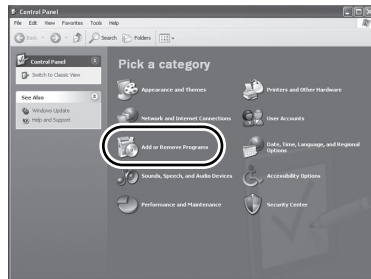 Control Panel
File Edit View Favorites Tools Help
Back Search Folders
Control Panel
Switch to Classic View
See Also
Windows Update
Help and Support
Pick a category
Appearance and Themes
Printers and Other Hardware
Network and Internet Connections
User Accounts
Add or Remove Programs
Date, Time, Language, and Regional
Options
Sounds, Speech, and Audio Devices
Accessibility Options
Performance and Maintenance
Security Center